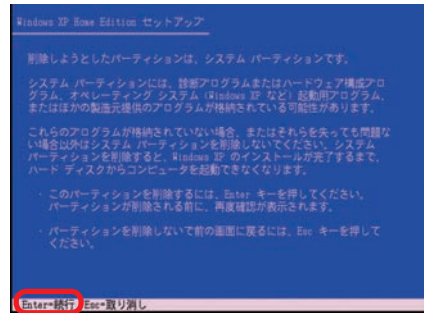 Windows XP Home Edition セットアップ
削除しようとしたパーティションは、システム パーティションです。
システム パーティションには、診断プログラムまたはハードウェア構成プロ
グラム、オペレーティング システム (Windows XP など) 起動用プログラム、
またはほかの製造元提供のプログラムが格納されている可能性があります。
これらのプログラムが格納されていない場合、またはそれらを失っても問題な
い場合以外はシステム パーティションを削除しないでください。システム
パーティションを削除すると、Windows XP のインストールが完了するまで、
ハード ディスクからコンピュータを起動できなくなります。
・ このパーティションを削除するには、Enter キーを押してください。
パーティションが削除される前に、再度確認が表示されます。
・ パーティションを削除しないで前の画面に戻るには、Esc キーを押して
ください。
Enter=続行 Esc=取り消し